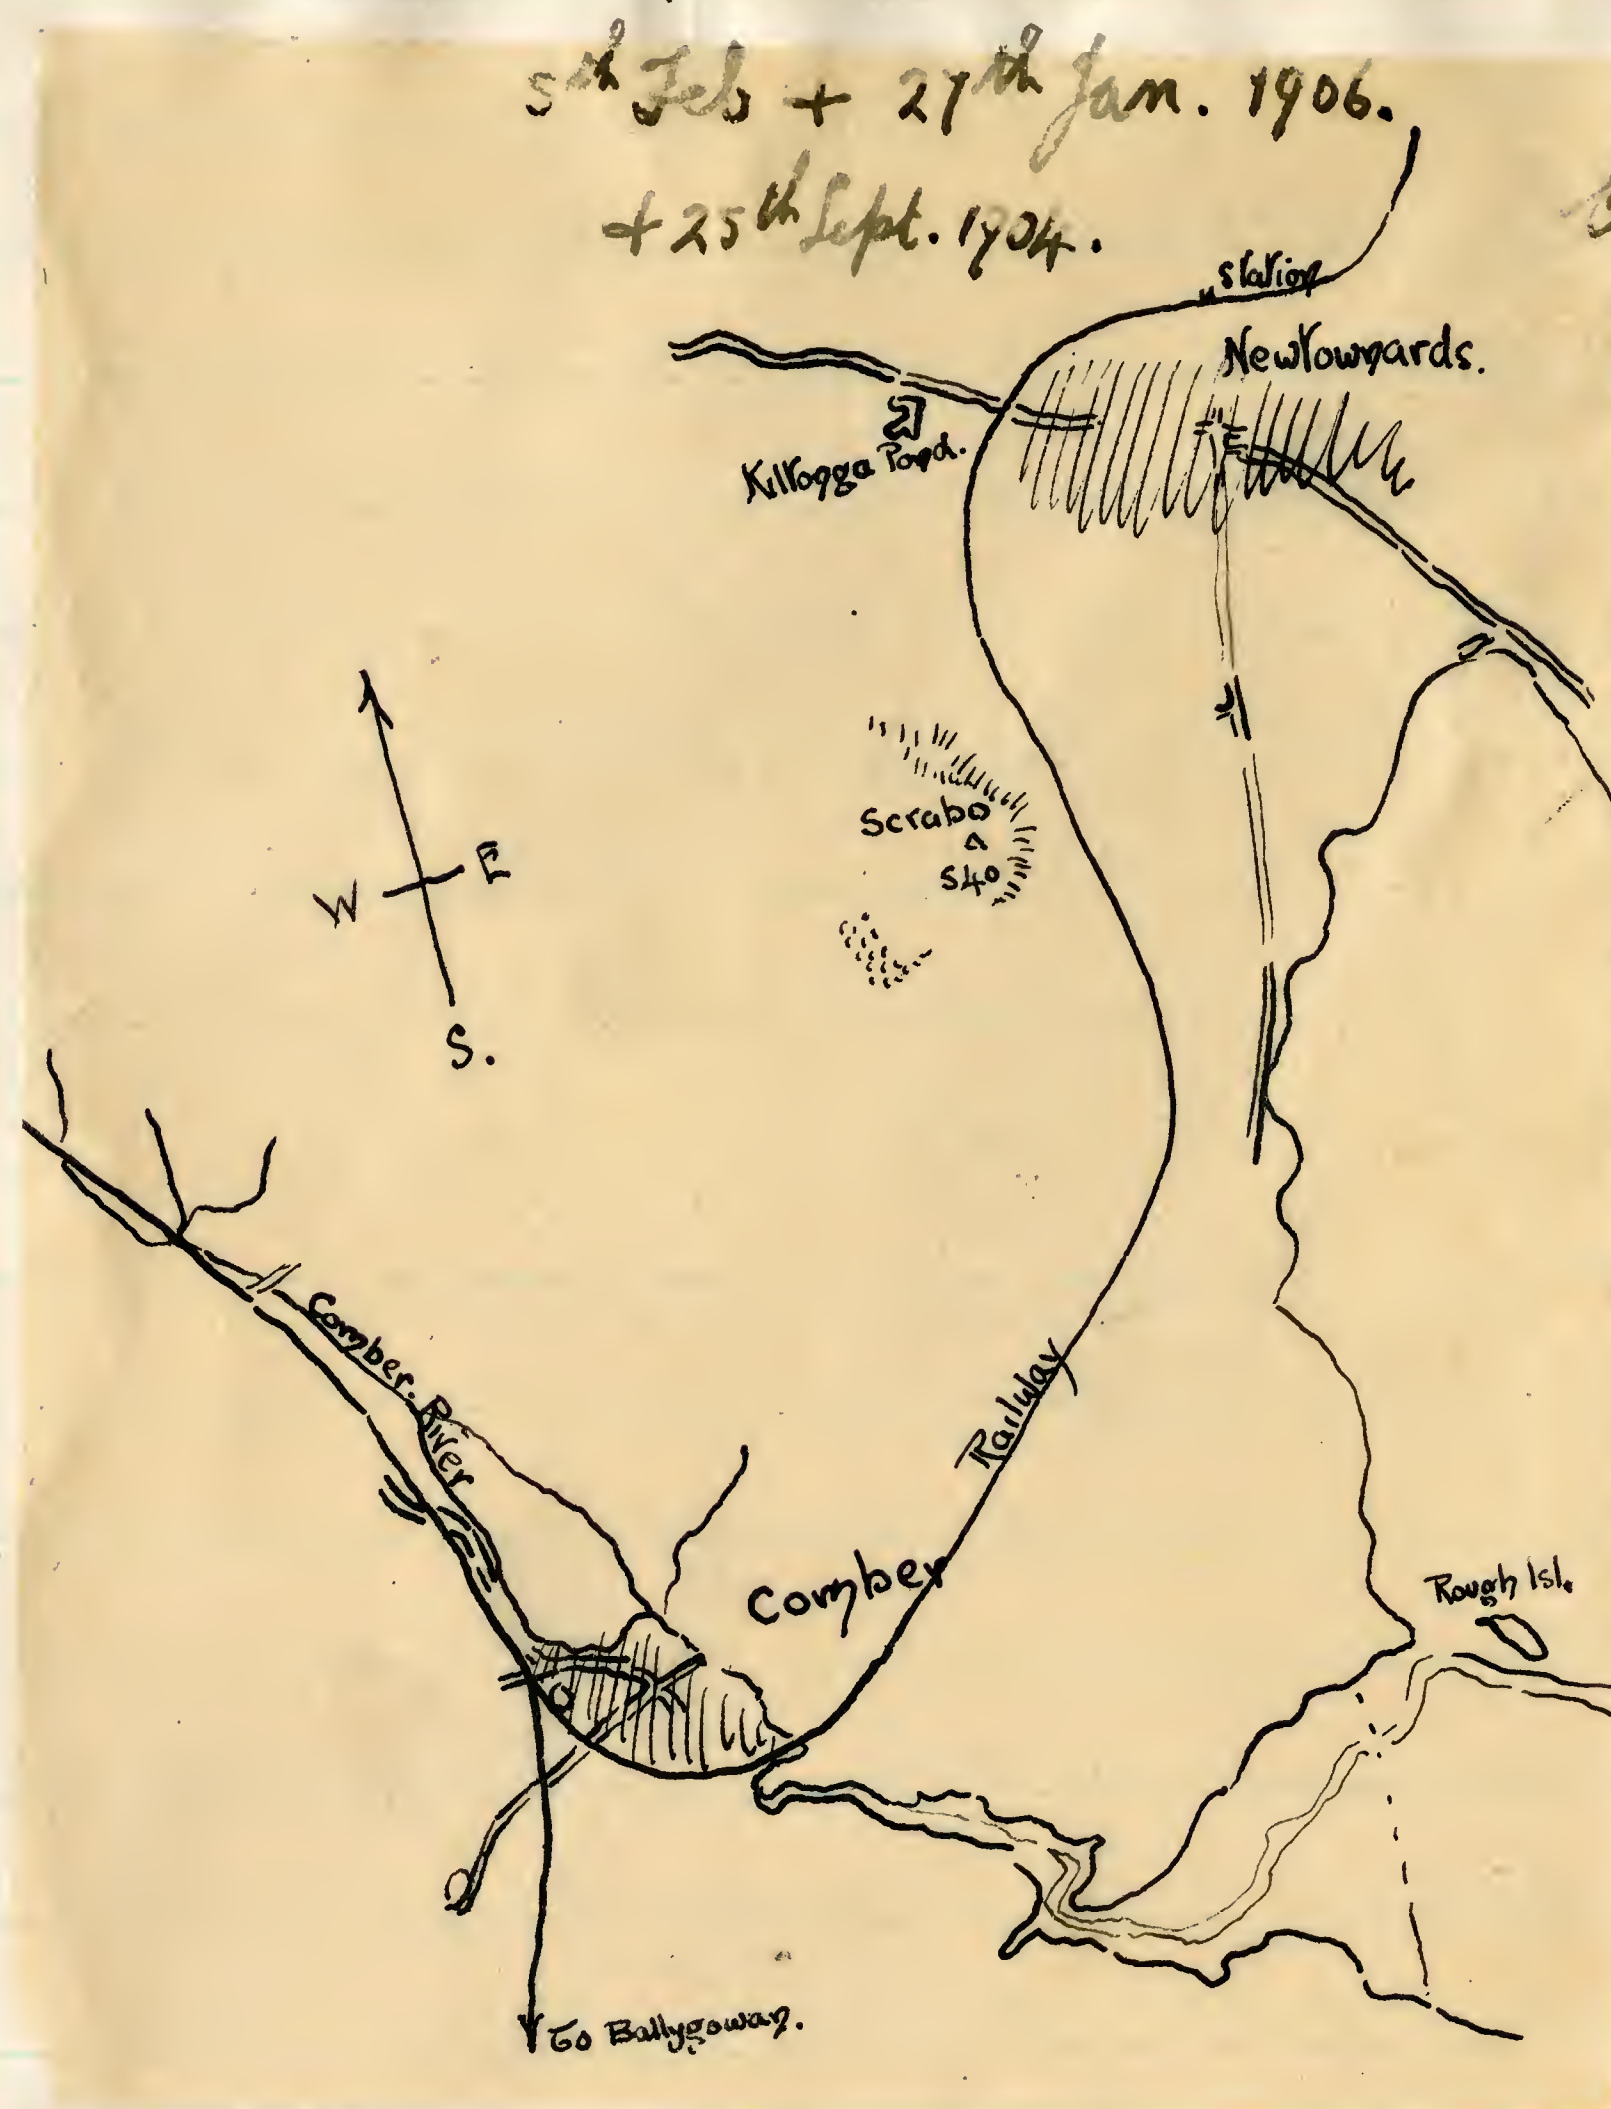 5th Feb + 27th Jan. 1906.
+ 25th Sept. 1904.
Station
Newtownards.
Kiltonga Pond.
Scrabo
540
W
E
S.
Comber. River
Railway
Comber
Rough Isl.
To Ballygowan.